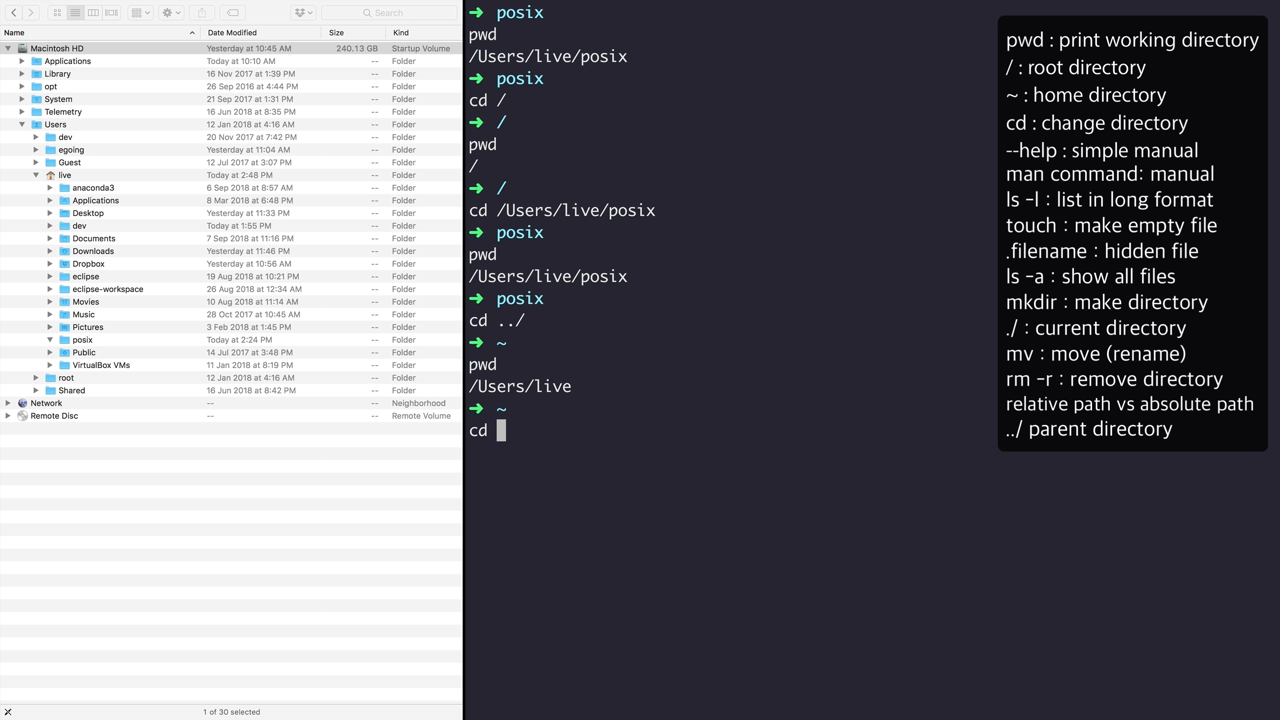 Search
Name Date Modified Size Kind
Macintosh HD Yesterday at 10:45 AM 240.13 GB Startup Volume
Applications Today at 10:10 AM -- Folder
Library 16 Nov 2017 at 1:39 PM -- Folder
opt 26 Sep 2016 at 4:44 PM -- Folder
System 21 Sep 2017 at 1:31 PM -- Folder
Telemetry 16 Jun 2018 at 8:35 PM -- Folder
Users 12 Jan 2018 at 4:16 AM -- Folder
dev 20 Nov 2017 at 7:42 PM -- Folder
egoing Yesterday at 11:04 AM -- Folder
Guest 12 Jul 2017 at 3:07 PM -- Folder
live Today at 2:48 PM -- Folder
anaconda3 6 Sep 2018 at 8:57 AM -- Folder
Applications 8 Mar 2018 at 6:48 PM -- Folder
Desktop Yesterday at 11:33 PM -- Folder
dev Today at 1:55 PM -- Folder
Documents 7 Sep 2018 at 11:16 PM -- Folder
Downloads Yesterday at 11:46 PM -- Folder
Dropbox Yesterday at 10:56 AM -- Folder
eclipse 19 Aug 2018 at 10:21 PM -- Folder
eclipse-workspace 26 Aug 2018 at 12:34 AM -- Folder
Movies 10 Aug 2018 at 11:14 AM -- Folder
Music 28 Oct 2017 at 10:45 AM -- Folder
Pictures 3 Feb 2018 at 1:45 PM -- Folder
posix Today at 2:24 PM -- Folder
Public 14 Jul 2017 at 3:48 PM -- Folder
VirtualBox VMs 11 Jan 2018 at 8:19 PM -- Folder
root 12 Jan 2018 at 4:16 AM -- Folder
Shared 16 Jun 2018 at 8:42 PM -- Folder
Network -- -- Neighborhood
Remote Disc -- -- Remote Volume
1 of 30 selected
➜ posix
pwd
/Users/live/posix
➜ posix
cd /
➜ /
pwd
/
➜ /
cd /Users/live/posix
➜ posix
pwd
/Users/live/posix
➜ posix
cd ../
➜ ~
pwd
/Users/live
➜ ~
cd
pwd : print working directory
/ : root directory
~ : home directory
cd : change directory
--help : simple manual
man command: manual
ls -l : list in long format
touch : make empty file
.filename : hidden file
ls -a : show all files
mkdir : make directory
./ : current directory
mv : move (rename)
rm -r : remove directory
relative path vs absolute path
../ parent directory